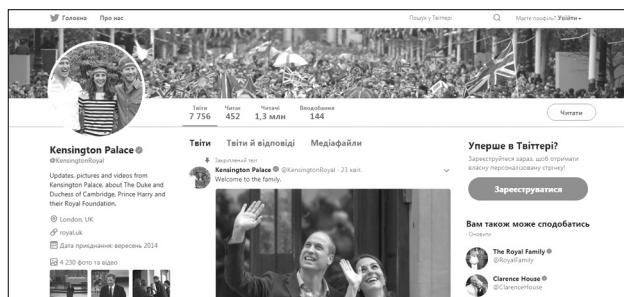 Головна Про нас Пошук у Твіттері Маєте профіль? Увійти
Твіти Читає Читачі Вподобання
7 756 452 1,3 млн 144
Читати
Kensington Palace
@KensingtonRoyal
Updates, pictures and videos from
Kensington Palace, about The Duke and
Duchess of Cambridge, Prince Harry and
their Royal Foundation.
London, UK
royal.uk
Дата приєднання: вересень 2014
4 230 фото та відео
Твіти Твіти й відповіді Медіафайли
Закріплений твіт
Kensington Palace @KensingtonRoyal · 23 квіт.
Welcome to the family.
Уперше в Твіттері?
Зареєструйтеся зараз, щоб отримати
власну персоналізовану стрічку!
Зареєструватися
Вам також може сподобатись
· Оновити
The Royal Family
@RoyalFamily
Clarence House
@ClarenceHouse